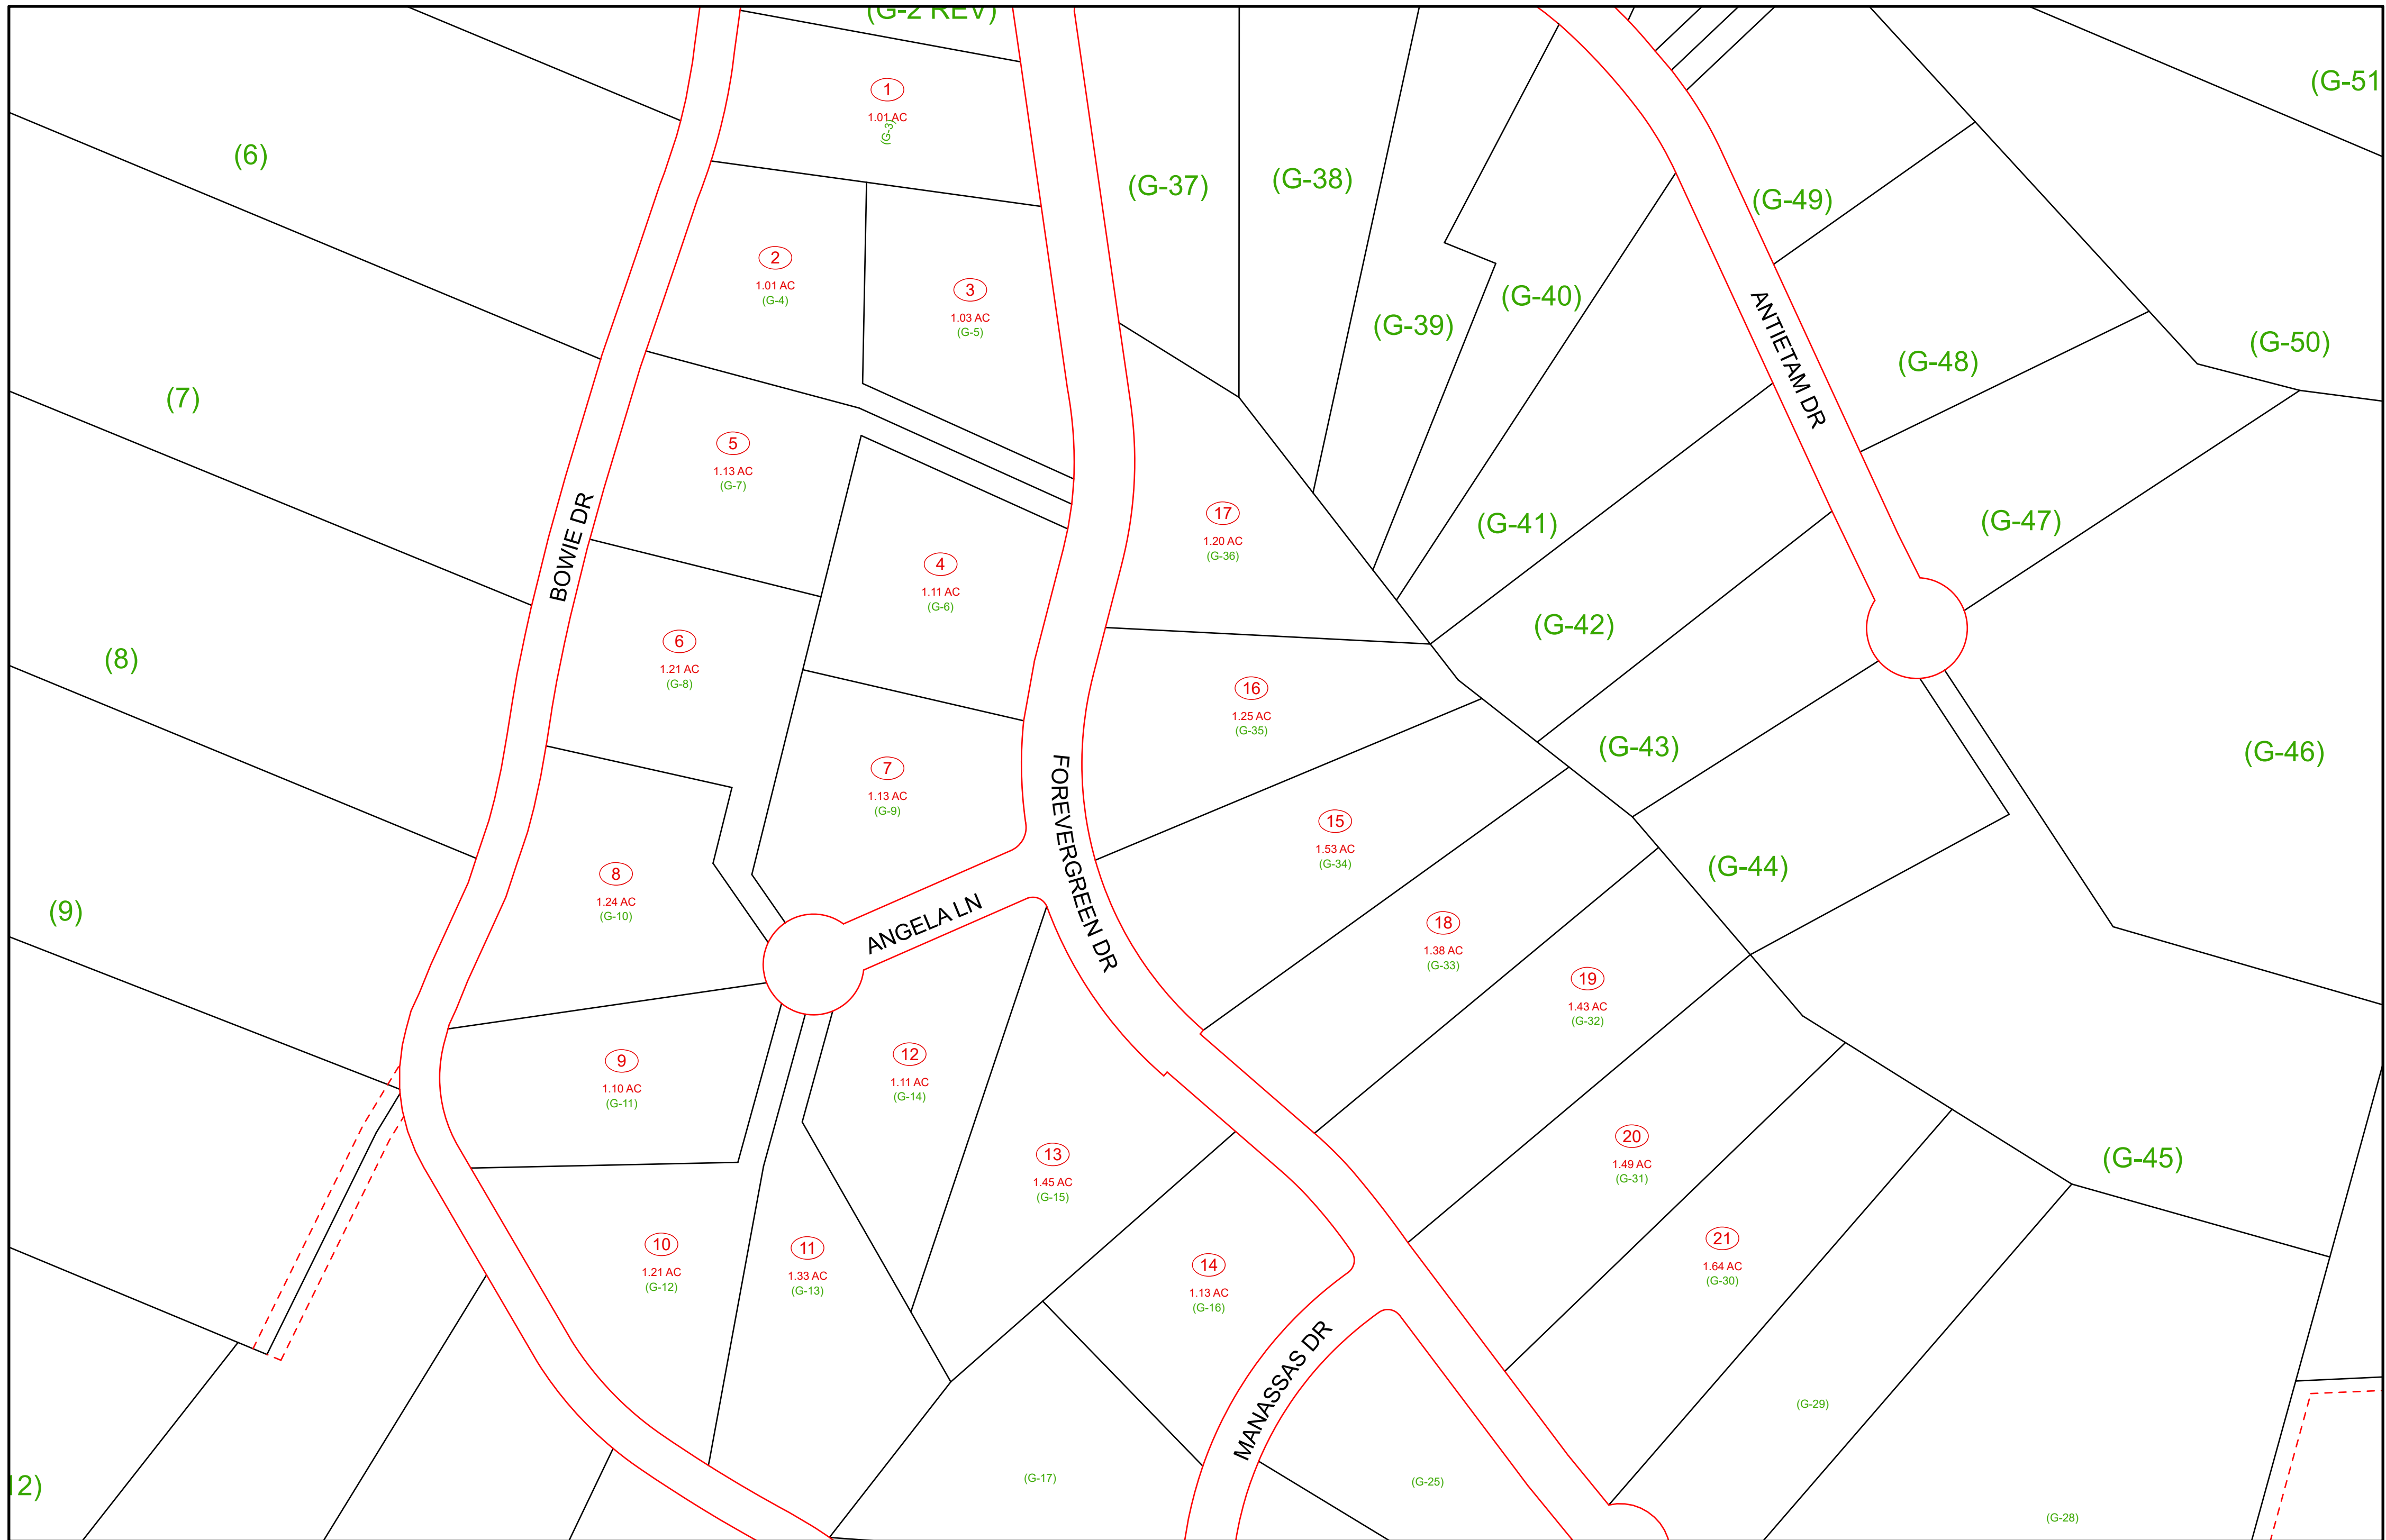 (G-2 REV)
(G-51
1
1.01 AC
(G-3)
(6)
(G-37)
(G-38)
(G-49)
2
1.01 AC
(G-4)
3
1.03 AC
(G-5)
(G-39)
(G-40)
ANTIETAM DR
(G-48)
(G-50)
(7)
5
1.13 AC
(G-7)
BOWIE DR
17
1.20 AC
(G-36)
(G-41)
(G-47)
4
1.11 AC
(G-6)
(8)
6
1.21 AC
(G-8)
(G-42)
16
1.25 AC
(G-35)
(G-43)
(G-46)
7
1.13 AC
(G-9)
FOREVERGREEN DR
15
1.53 AC
(G-34)
(G-44)
8
1.24 AC
(G-10)
(9)
ANGELA LN
18
1.38 AC
(G-33)
19
1.43 AC
(G-32)
9
1.10 AC
(G-11)
12
1.11 AC
(G-14)
13
1.45 AC
(G-15)
20
1.49 AC
(G-31)
(G-45)
10
1.21 AC
(G-12)
11
1.33 AC
(G-13)
14
1.13 AC
(G-16)
21
1.64 AC
(G-30)
MANASSAS DR
(G-29)
(G-17)
(G-25)
12)
(G-28)